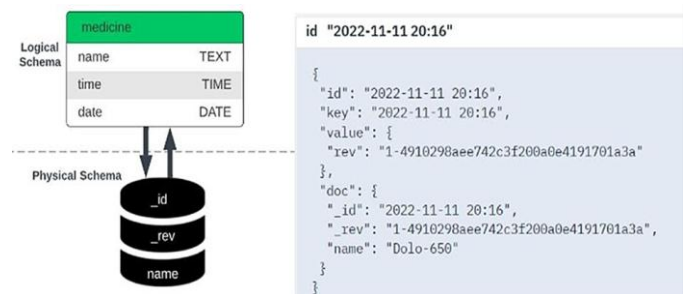 medicine
Logical
Schema
name TEXT
time TIME
date DATE
Physical Schema
_id
_rev
name
id "2022-11-11 20:16"
{
"id": "2022-11-11 20:16",
"key": "2022-11-11 20:16",
"value": {
"rev": "1-4910298aee742c3f200a0e4191701a3a"
},
"doc": {
"_id": "2022-11-11 20:16",
"_rev": "1-4910298aee742c3f200a0e4191701a3a",
"name": "Dolo-650"
}
}